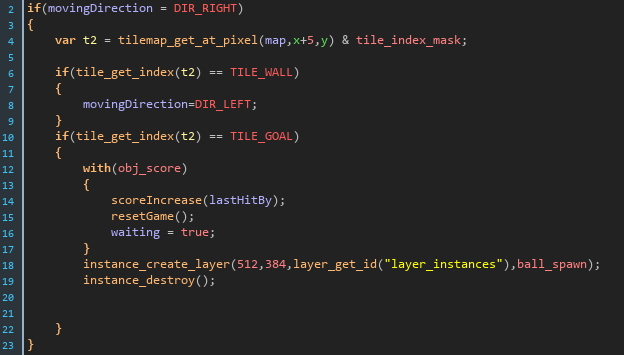 2 if(movingDirection = DIR_RIGHT)
3 {
4 var t2 = tilemap_get_at_pixel(map,x+5,y) & tile_index_mask;
5
6 if(tile_get_index(t2) == TILE_WALL)
7 {
8 movingDirection=DIR_LEFT;
9 }
10 if(tile_get_index(t2) == TILE_GOAL)
11 {
12 with(obj_score)
13 {
14 scoreIncrease(lastHitBy);
15 resetGame();
16 waiting = true;
17 }
18 instance_create_layer(512,384,layer_get_id("layer_instances"),ball_spawn);
19 instance_destroy();
20
21
22 }
23 }